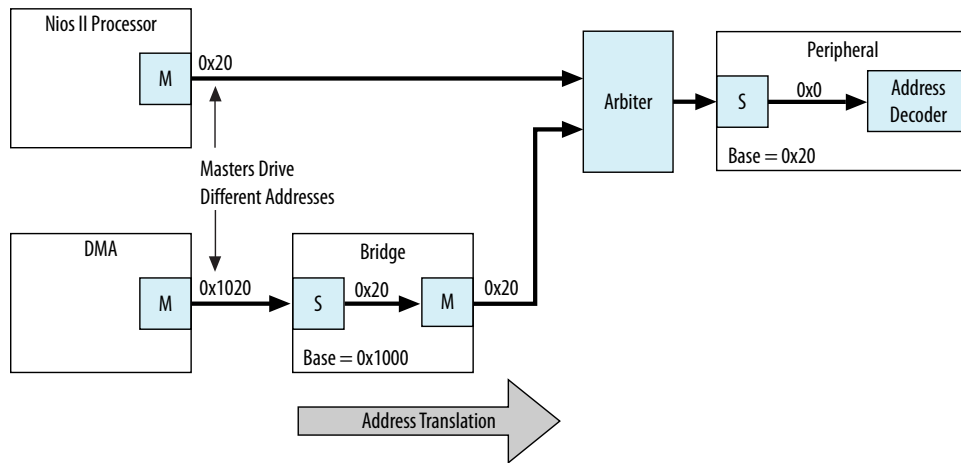 Nios II Processor
M
0x20
Arbiter
Peripheral
S
0x0
Address
Decoder
Base = 0x20
Masters Drive
Different Addresses
DMA
M
0x1020
Bridge
S
0x20
M
0x20
Base = 0x1000
Address Translation